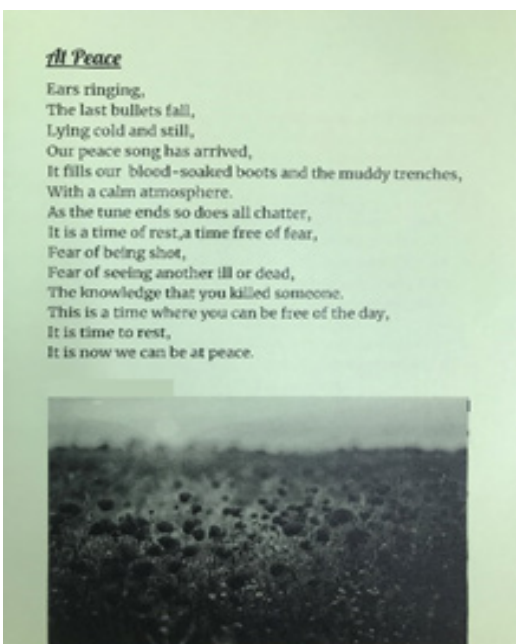 At Peace
Ears ringing,
The last bullets fall,
Lying cold and still,
Our peace song has arrived,
It fills our blood-soaked boots and the muddy trenches,
With a calm atmosphere.
As the tune ends so does all chatter,
It is a time of rest,a time free of fear,
Fear of being shot,
Fear of seeing another ill or dead,
The knowledge that you killed someone.
This is a time where you can be free of the day,
It is time to rest,
It is now we can be at peace.